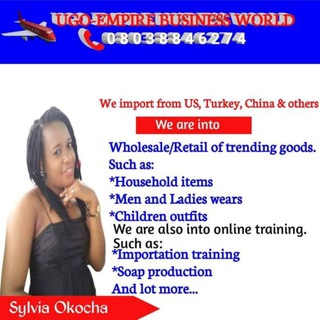 UGO-EMPIRE BUSINESS WORLD
08038846274
We import from US, Turkey, China & others
We are into
Wholesale/Retail of trending goods.
Such as:
*Household items
*Men and Ladies wears
*Children outfits
We are also into online training.
Such as:
*Importation training
*Soap production
And lot more...
Sylvia Okocha